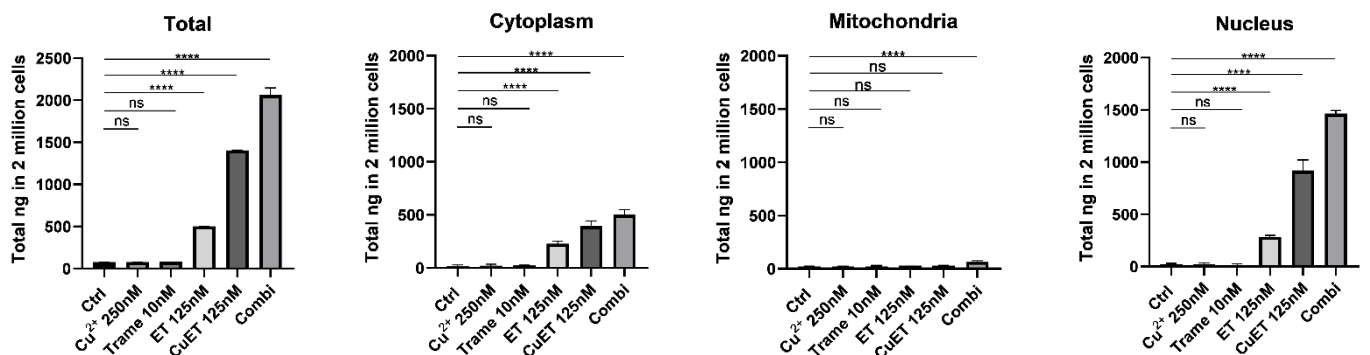 Total
Total ng in 2 million cells
2500
2000
1500
1000
500
0
****
****
****
ns
ns
Ctrl
Cu²⁺ 250nM
Trame 10nM
ET 125nM
CuET 125nM
Combi
Cytoplasm
Total ng in 2 million cells
2000
1500
1000
500
0
****
****
****
ns
ns
Ctrl
Cu²⁺ 250nM
Trame 10nM
ET 125nM
CuET 125nM
Combi
Mitochondria
Total ng in 2 million cells
2000
1500
1000
500
0
****
ns
ns
ns
ns
Ctrl
Cu²⁺ 250nM
Trame 10nM
ET 125nM
CuET 125nM
Combi
Nucleus
Total ng in 2 million cells
2000
1500
1000
500
0
****
****
****
ns
ns
Ctrl
Cu²⁺ 250nM
Trame 10nM
ET 125nM
CuET 125nM
Combi